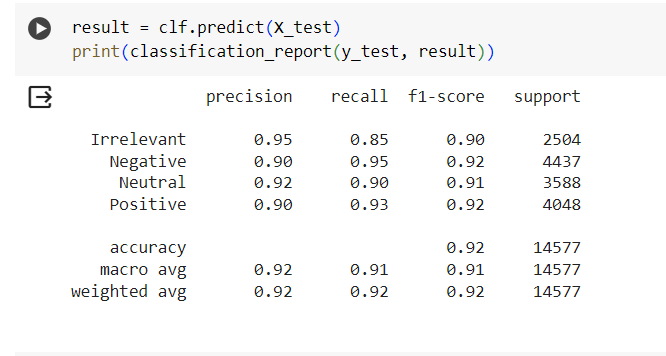 result = clf.predict(X_test)
print(classification_report(y_test, result))
precision recall f1-score support
Irrelevant 0.95 0.85 0.90 2504
Negative 0.90 0.95 0.92 4437
Neutral 0.92 0.90 0.91 3588
Positive 0.90 0.93 0.92 4048
accuracy 0.92 14577
macro avg 0.92 0.91 0.91 14577
weighted avg 0.92 0.92 0.92 14577